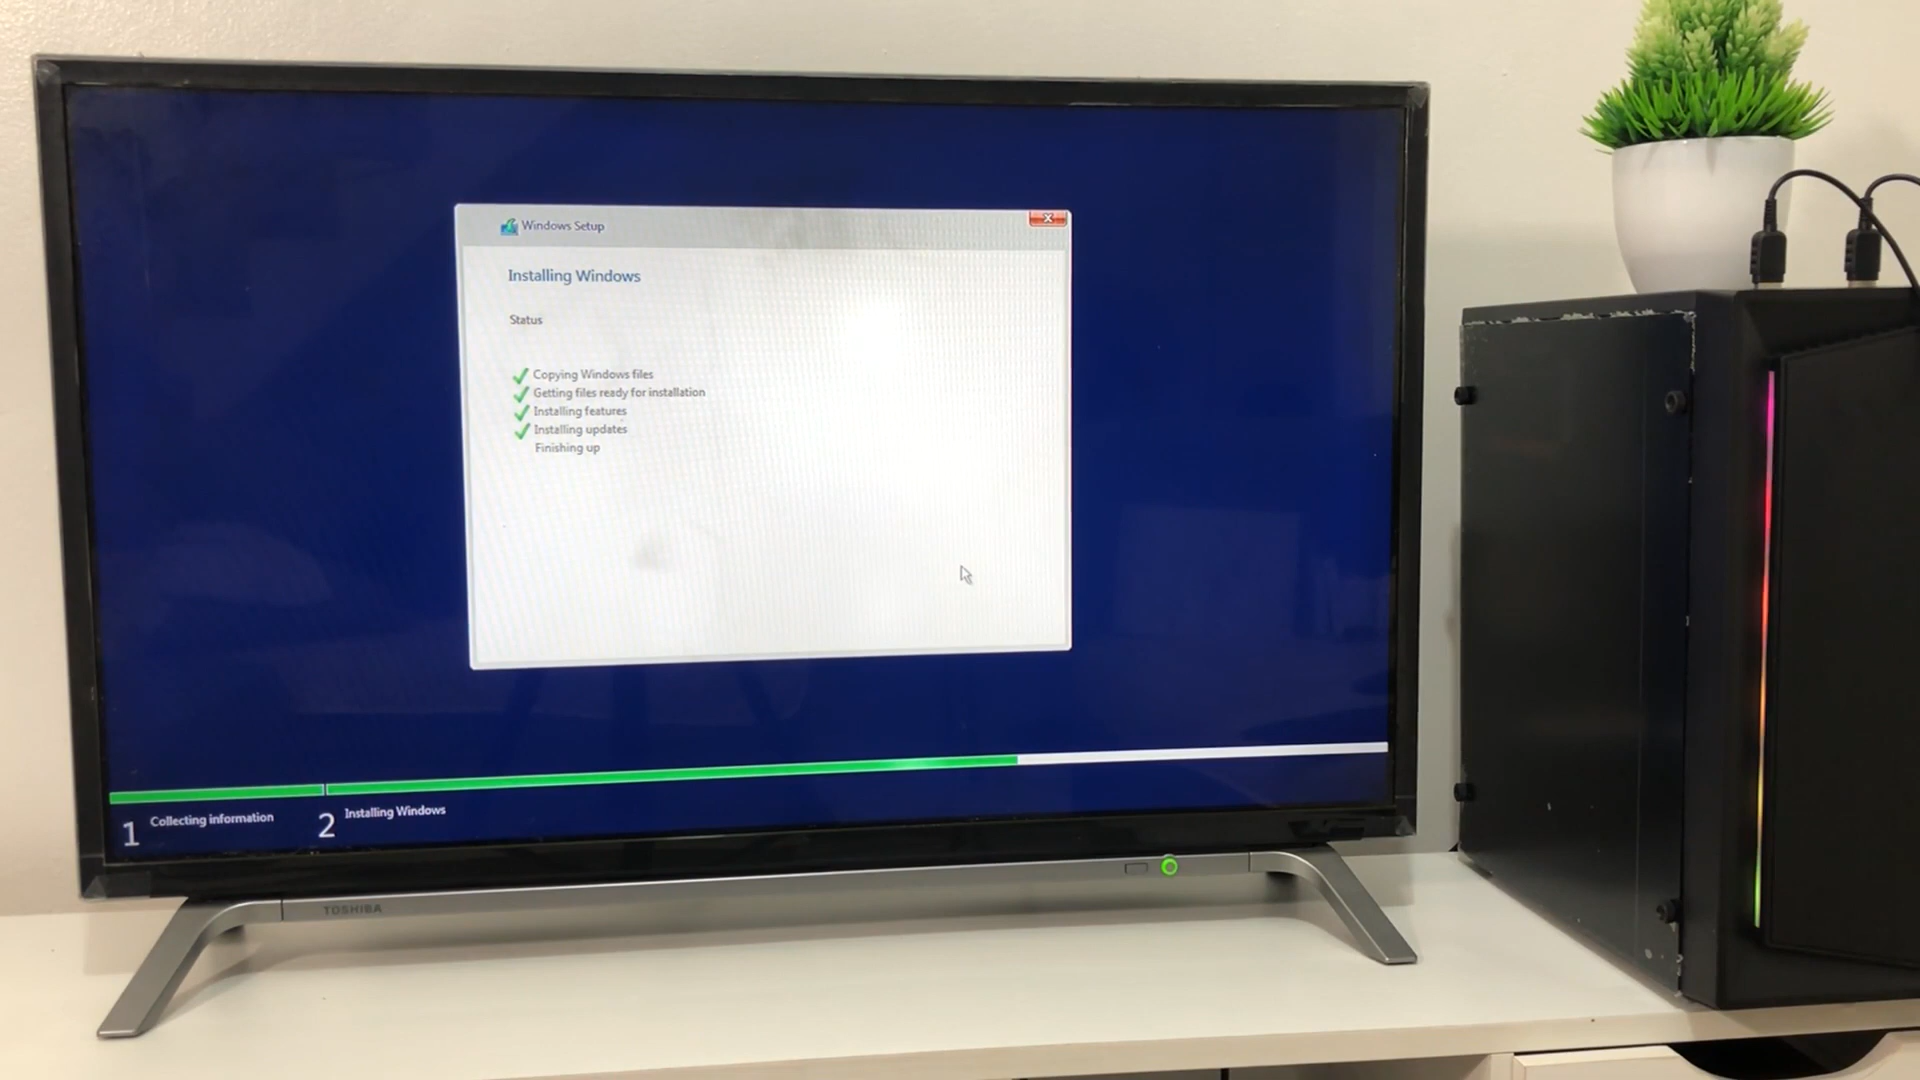 Windows Setup
Installing Windows
Status
Copying Windows files
Getting files ready for installation
Installing features
Installing updates
Finishing up
1 Collecting information
2 Installing Windows
TOSHIBA